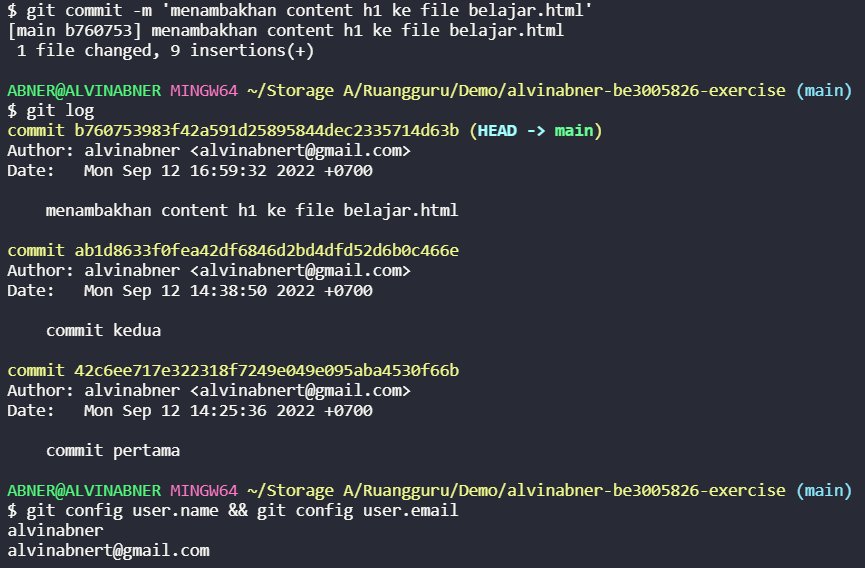 $ git commit -m 'menambakhan content h1 ke file belajar.html'
[main b760753] menambakhan content h1 ke file belajar.html
 1 file changed, 9 insertions(+)

ABNER@ALVINABNER MINGW64 ~/Storage A/Ruangguru/Demo/alvinabner-be3005826-exercise (main)
$ git log
commit b760753983f42a591d25895844dec2335714d63b (HEAD -> main)
Author: alvinabner <alvinabnert@gmail.com>
Date:   Mon Sep 12 16:59:32 2022 +0700

    menambakhan content h1 ke file belajar.html

commit ab1d8633f0fea42df6846d2bd4dfd52d6b0c466e
Author: alvinabner <alvinabnert@gmail.com>
Date:   Mon Sep 12 14:38:50 2022 +0700

    commit kedua

commit 42c6ee717e322318f7249e049e095aba4530f66b
Author: alvinabner <alvinabnert@gmail.com>
Date:   Mon Sep 12 14:25:36 2022 +0700

    commit pertama

ABNER@ALVINABNER MINGW64 ~/Storage A/Ruangguru/Demo/alvinabner-be3005826-exercise (main)
$ git config user.name && git config user.email
alvinabner
alvinabnert@gmail.com